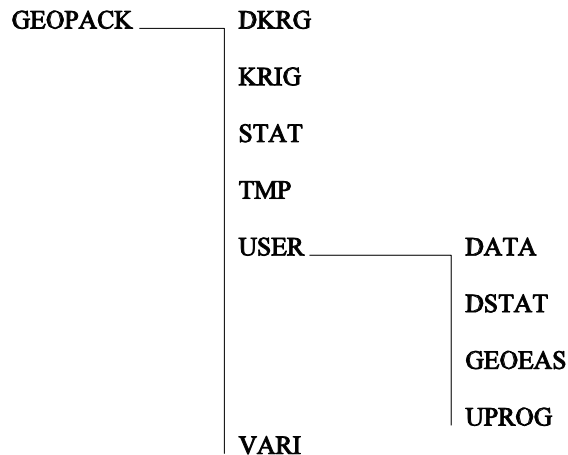 GEOPACK DKRG
KRIG
STAT
TMP
USER DATA
DSTAT
GEOEAS
UPROG
VARI